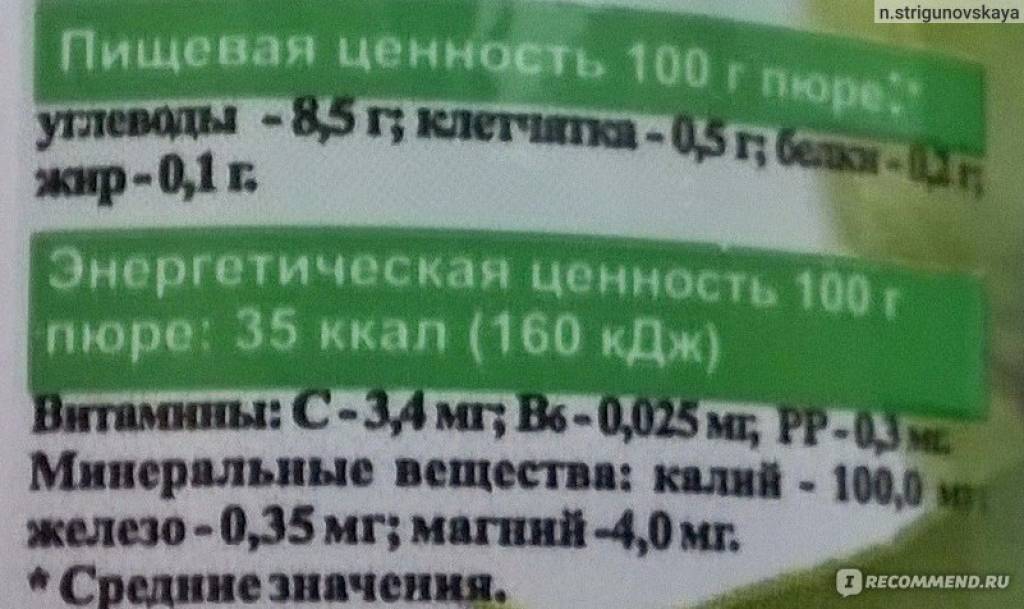 n.strigunovskaya
Пищевая ценность 100 г пюре:*
углеводы - 8,5 г; клетчатка - 0,5 г; белки -
жир - 0,1 г.
Энергетическая ценность 100 г
пюре: 35 ккал (160 кДж)
Витамины: С - 3,4 мг; В6 - 0,025 мг, РР - 0,3 мг.
Минеральные вещества: калий - 100,0 мг;
железо - 0,35 мг; магний -4,0 мг.
* Средние значения.
I RECOMMEND.RU